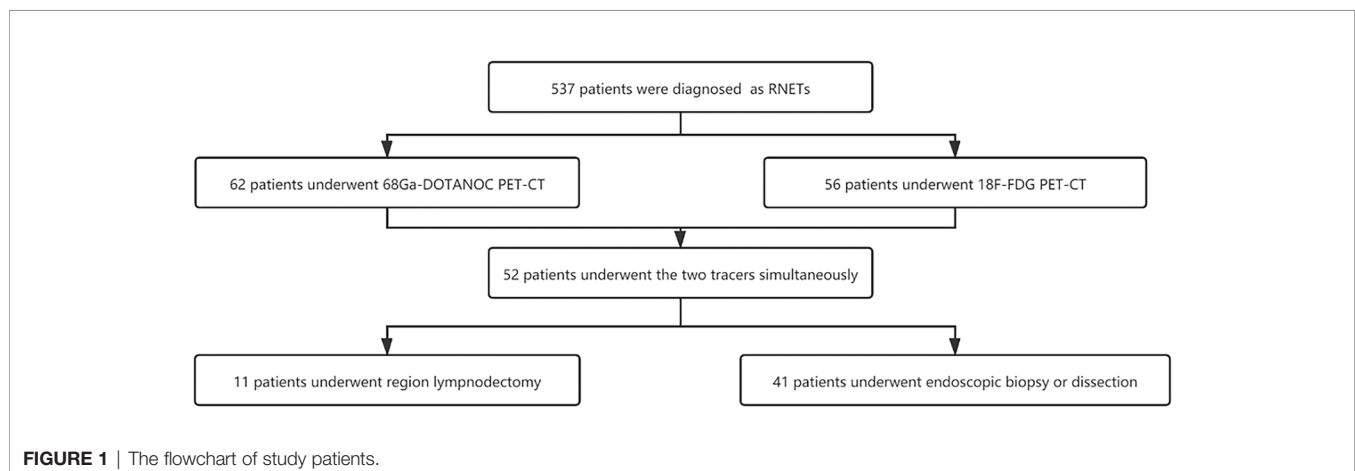 537 patients were diagnosed as RNETs
62 patients underwent 68Ga-DOTANOC PET-CT
56 patients underwent 18F-FDG PET-CT
52 patients underwent the two tracers simultaneously
11 patients underwent region lympnodectomy
41 patients underwent endoscopic biopsy or dissection
FIGURE 1 | The flowchart of study patients.